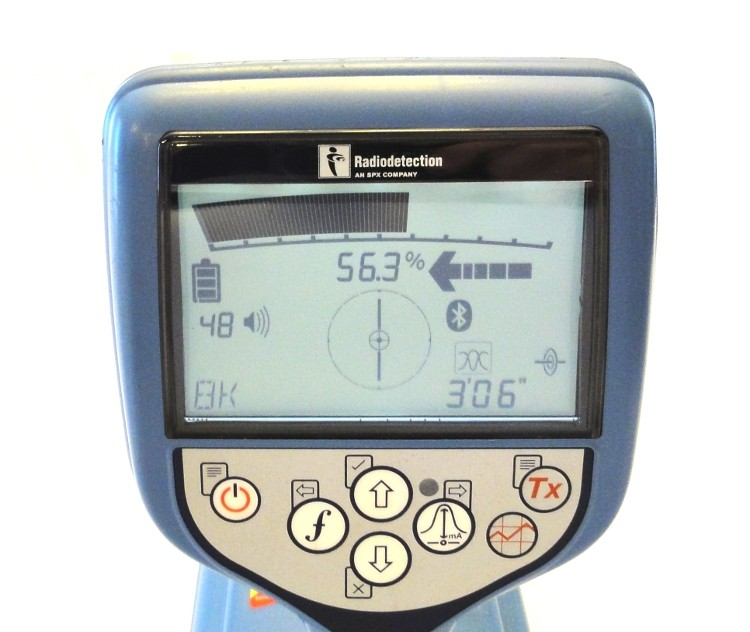 Radiodetection
AN SPX COMPANY
56.3%
48
8K
3'06"
Tx
f
mA